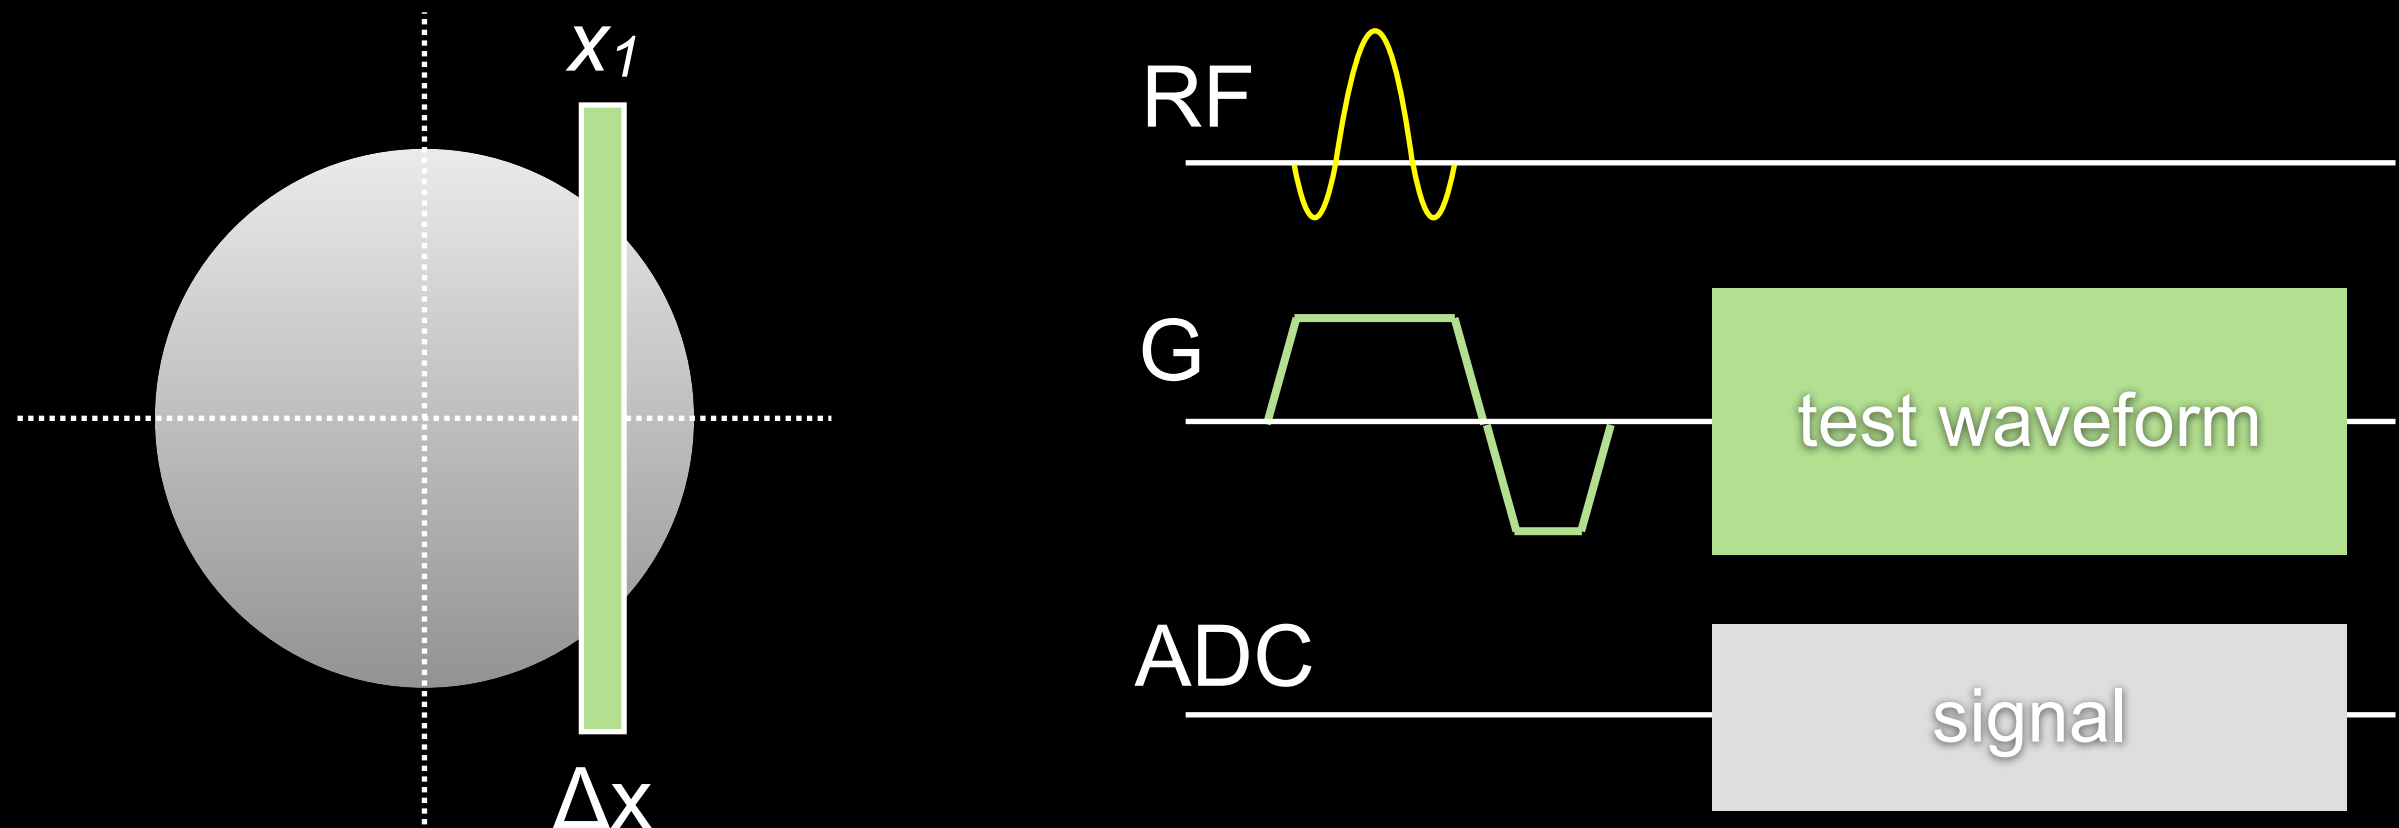 x₁
Δx
RF
G
test waveform
ADC
signal